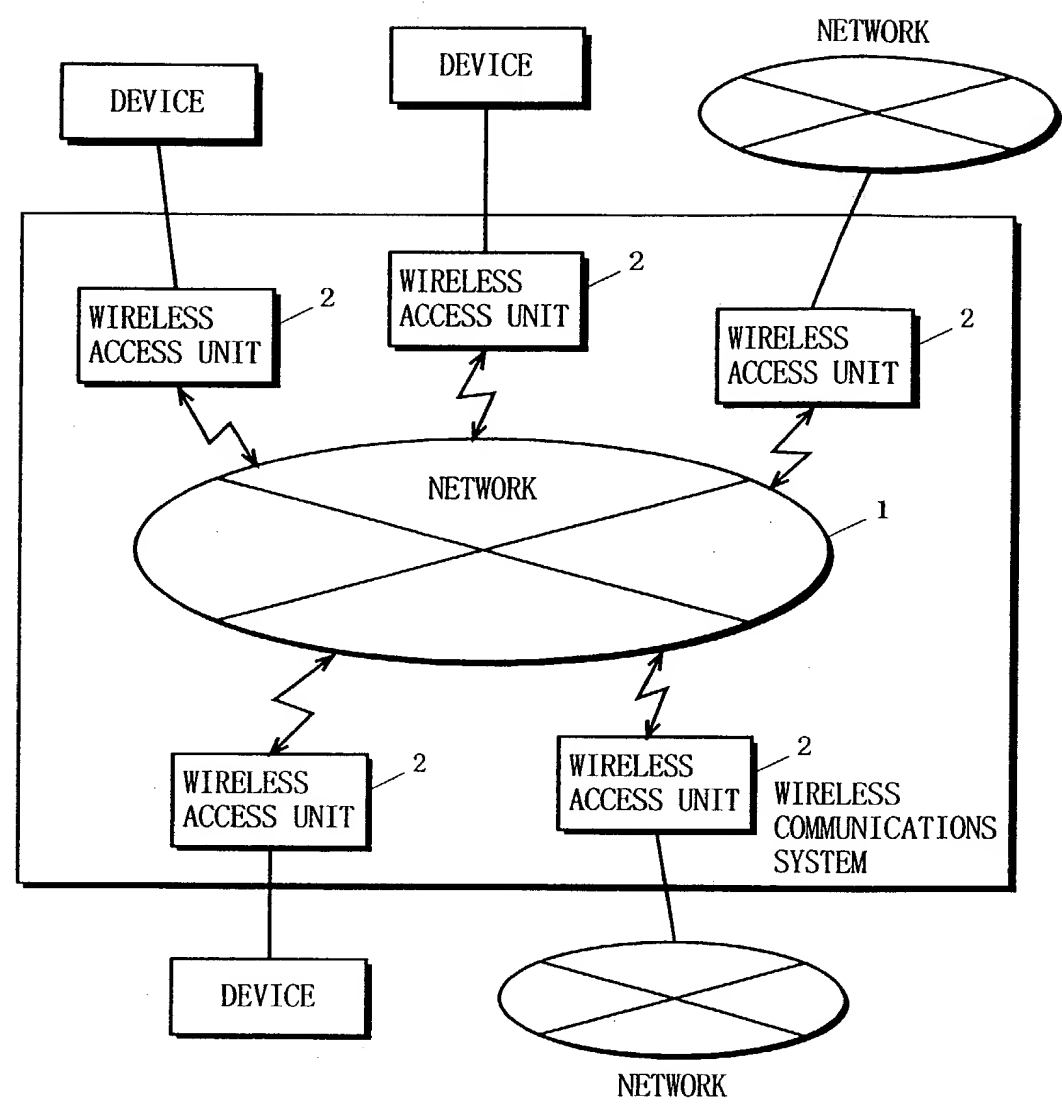 NETWORK
DEVICE
DEVICE
2
WIRELESS
ACCESS UNIT
2
WIRELESS
ACCESS UNIT
2
WIRELESS
ACCESS UNIT
NETWORK
1
2
WIRELESS
ACCESS UNIT
2
WIRELESS
ACCESS UNIT
WIRELESS
COMMUNICATIONS
SYSTEM
DEVICE
NETWORK